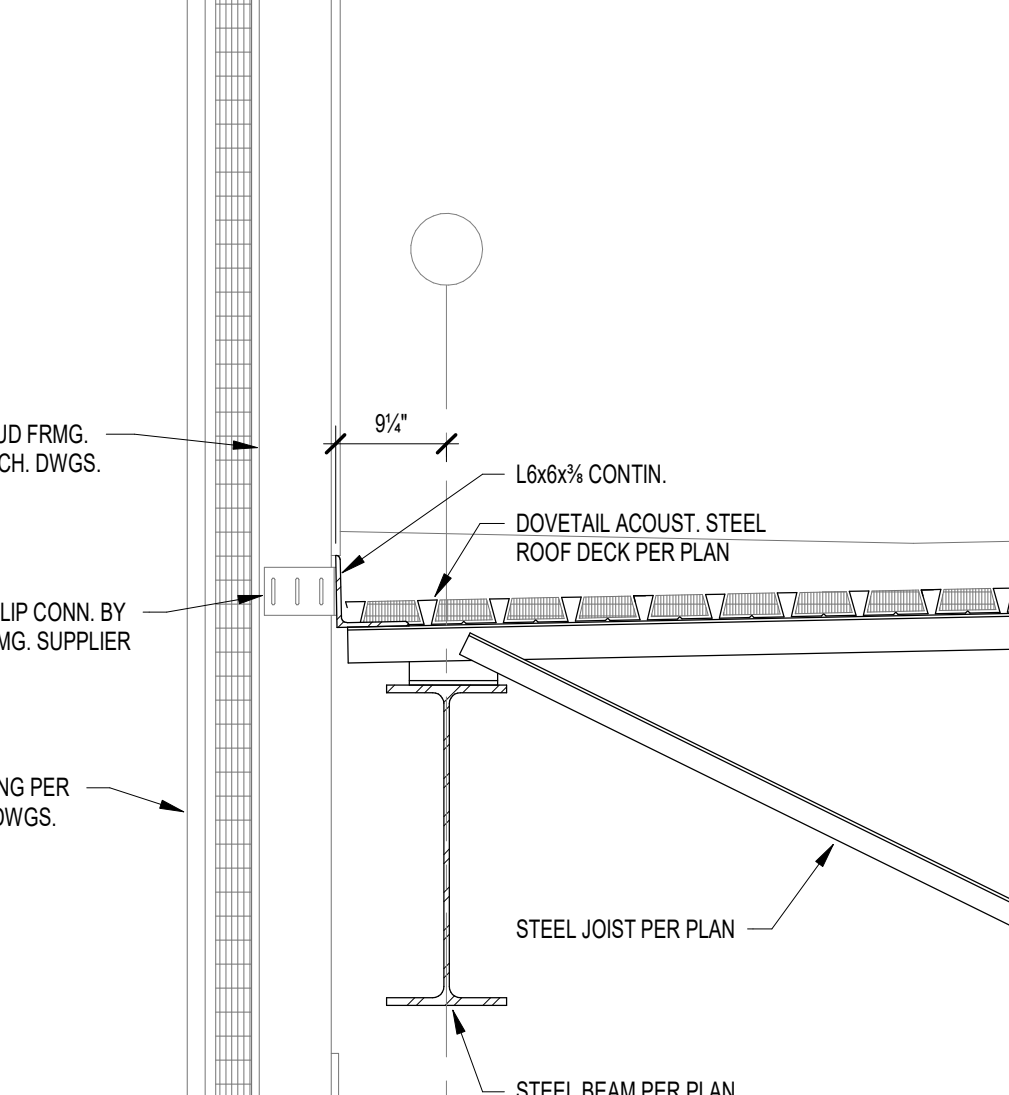 9¼"
UD FRMG.
CH. DWGS.
L6x6x⅜ CONTIN.
DOVETAIL ACOUST. STEEL
ROOF DECK PER PLAN
LIP CONN. BY
MG. SUPPLIER
NG PER
DWGS.
STEEL JOIST PER PLAN
STEEL BEAM PER PLAN